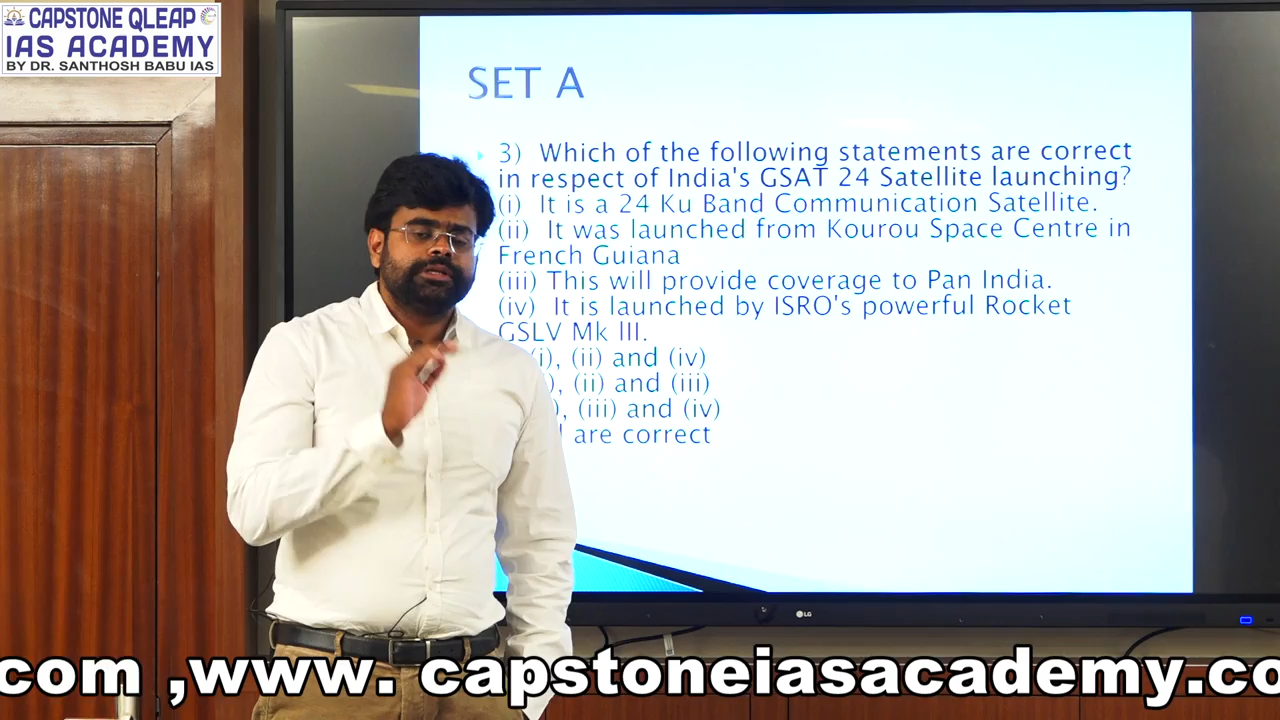 CAPSTONE QLEAP
IAS ACADEMY
BY DR. SANTHOSH BABU IAS
SET A
3) Which of the following statements are correct
in respect of India's GSAT 24 Satellite launching?
(i) It is a 24 Ku Band Communication Satellite.
(ii) It was launched from Kourou Space Centre in
French Guiana
(iii) This will provide coverage to Pan India.
(iv) It is launched by ISRO's powerful Rocket
GSLV Mk III.
(i), (ii) and (iv)
), (ii) and (iii)
), (iii) and (iv)
are correct
LG
com ,www. capstoneiasacademy.co